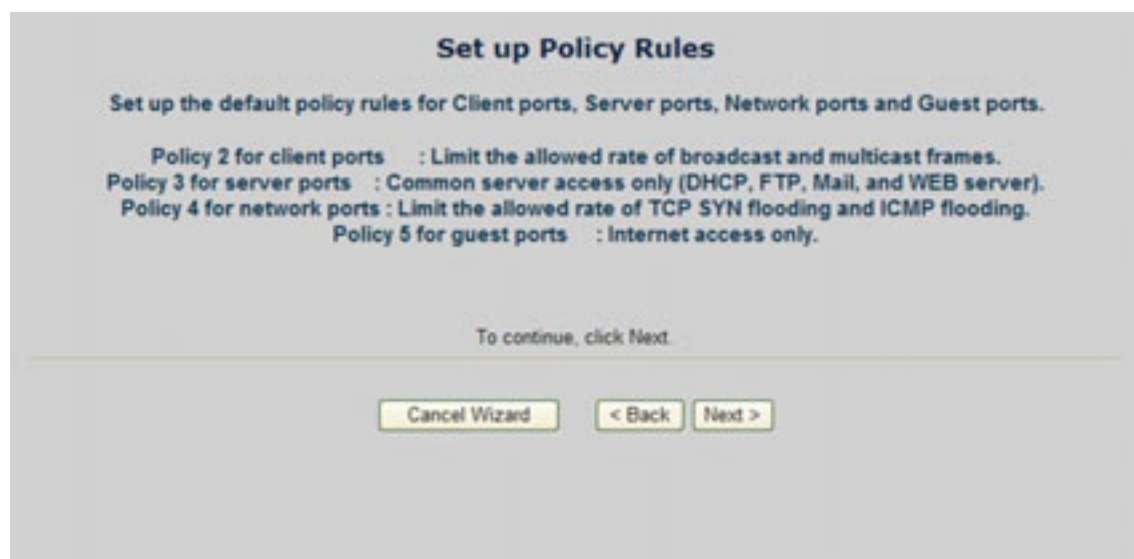 Set up Policy Rules
Set up the default policy rules for Client ports, Server ports, Network ports and Guest ports.
Policy 2 for client ports : Limit the allowed rate of broadcast and multicast frames.
Policy 3 for server ports : Common server access only (DHCP, FTP, Mail, and WEB server).
Policy 4 for network ports : Limit the allowed rate of TCP SYN flooding and ICMP flooding.
Policy 5 for guest ports : Internet access only.
To continue, click Next.
Cancel Wizard < Back Next >